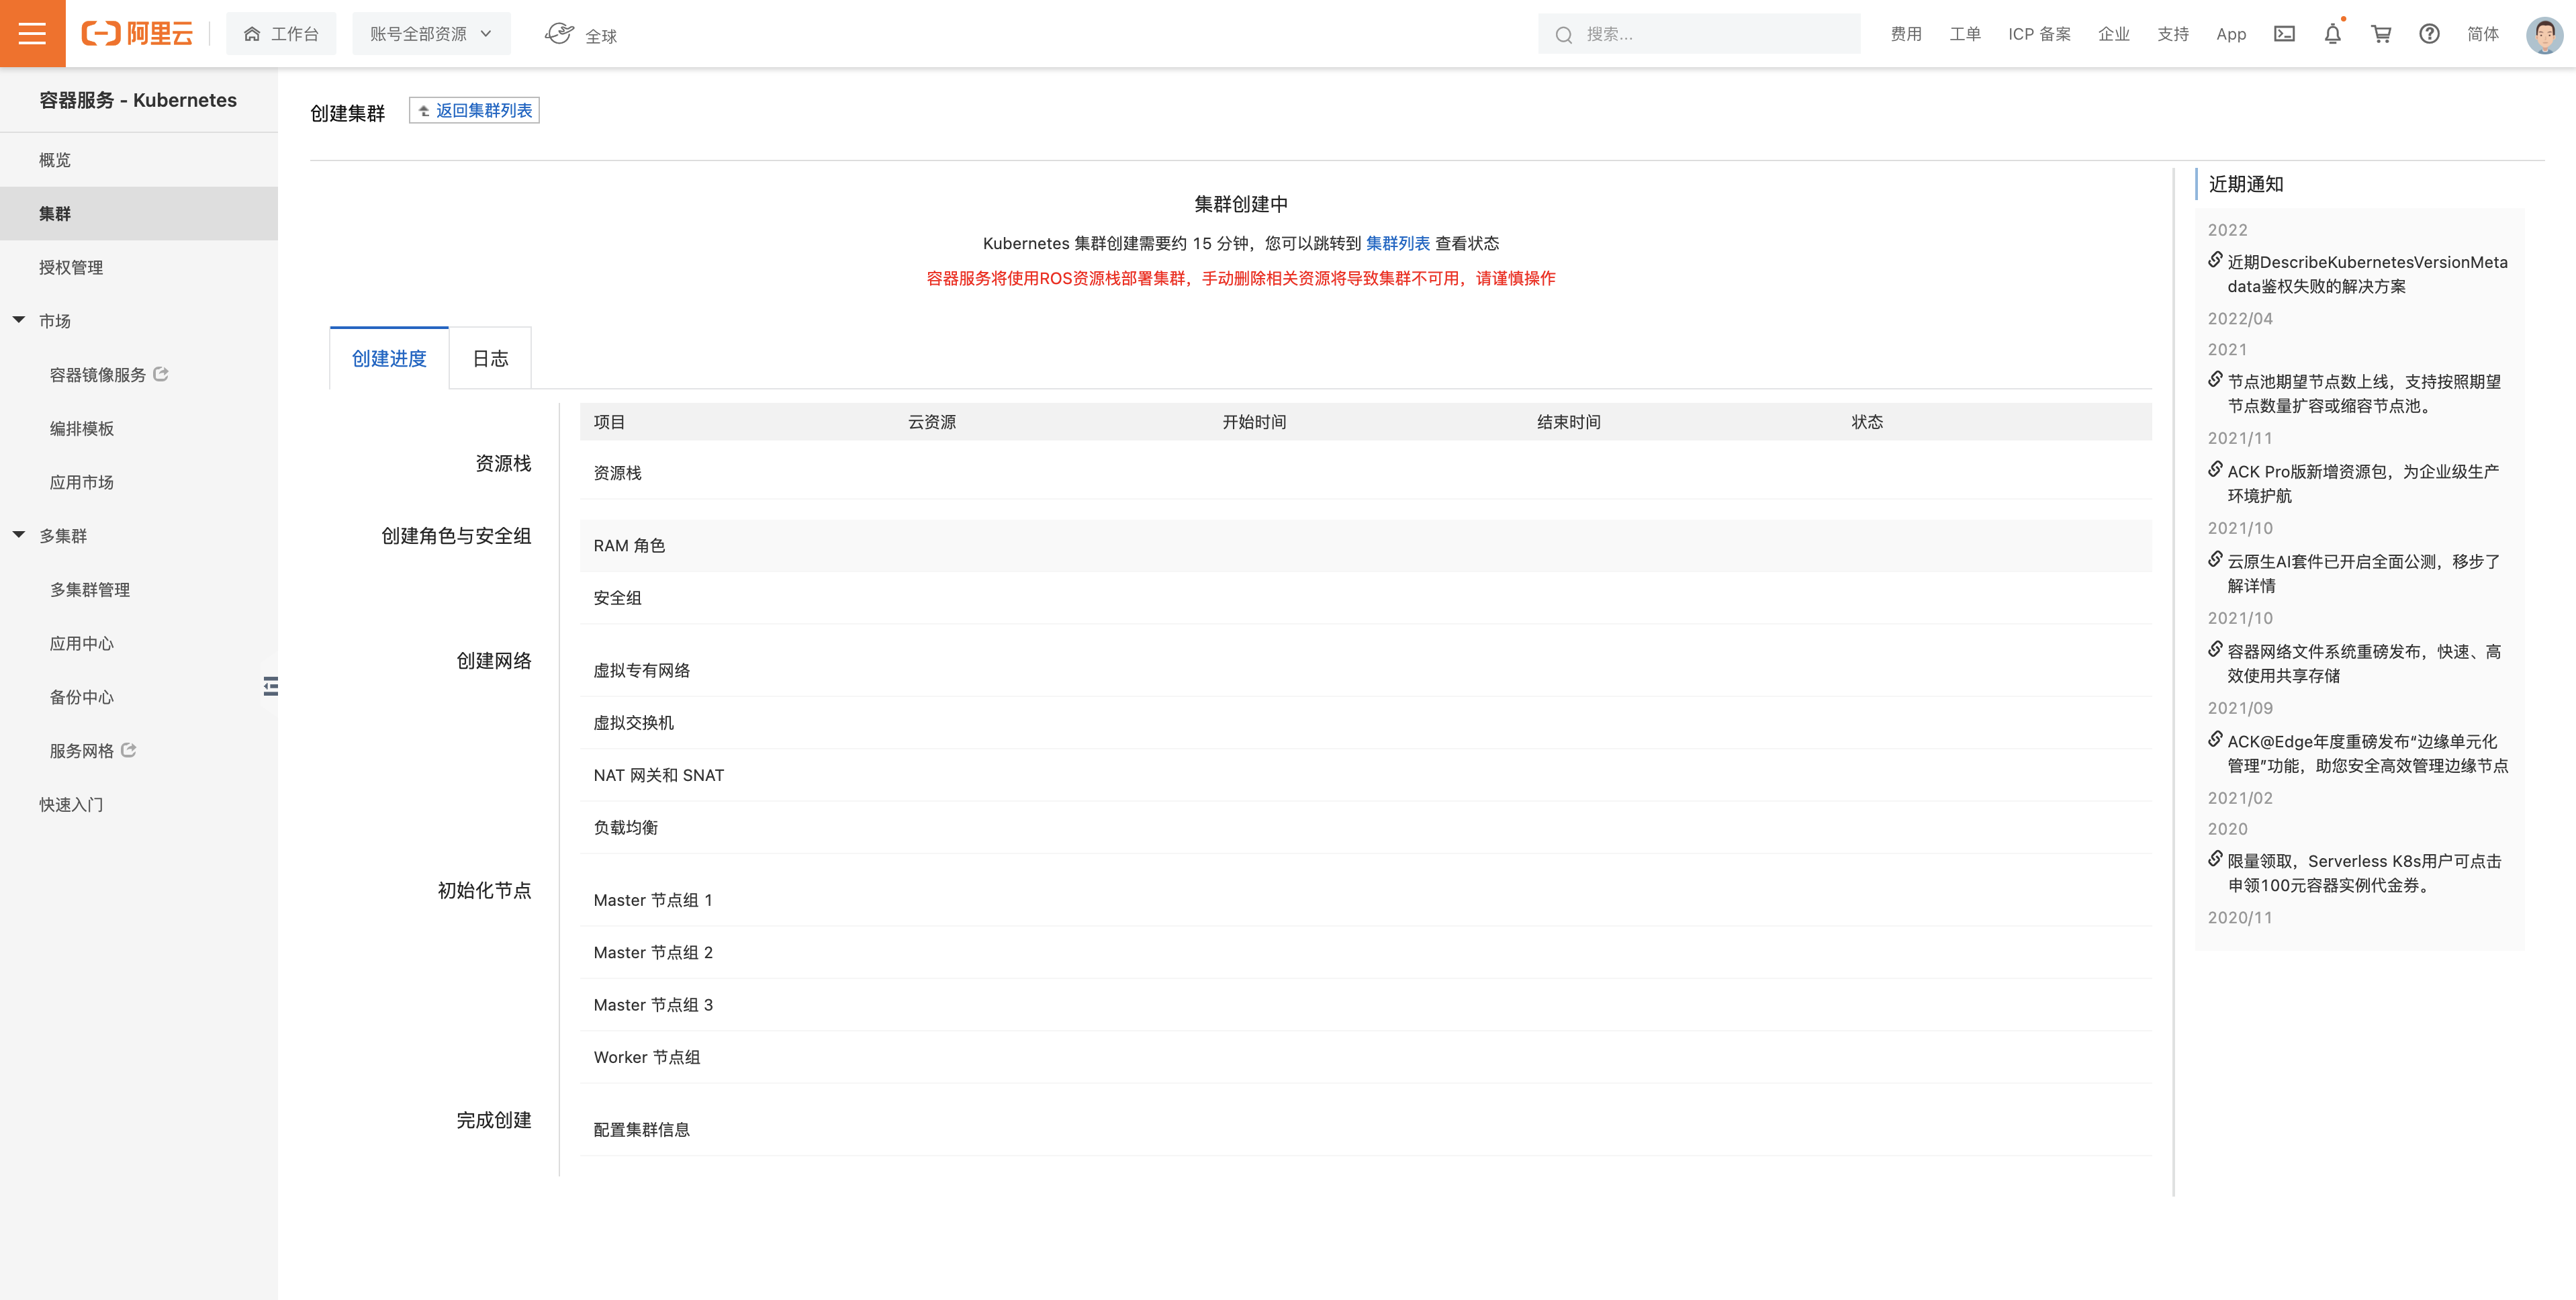 阿里云
工作台
账号全部资源
全球
搜索...
费用
工单
ICP 备案
企业
支持
App
简体
容器服务 - Kubernetes
概览
集群
授权管理
市场
容器镜像服务
编排模板
应用市场
多集群
多集群管理
应用中心
备份中心
服务网格
快速入门
创建集群
返回集群列表
集群创建中
Kubernetes 集群创建需要约 15 分钟，您可以跳转到 集群列表 查看状态
容器服务将使用ROS资源栈部署集群，手动删除相关资源将导致集群不可用，请谨慎操作
创建进度
日志
项目 云资源 开始时间 结束时间 状态
资源栈
资源栈
创建角色与安全组
RAM 角色
安全组
创建网络
虚拟专有网络
虚拟交换机
NAT 网关和 SNAT
负载均衡
初始化节点
Master 节点组 1
Master 节点组 2
Master 节点组 3
Worker 节点组
完成创建
配置集群信息
近期通知
2022
近期DescribeKubernetesVersionMeta
data鉴权失败的解决方案
2022/04
2021
节点池期望节点数上线，支持按照期望
节点数量扩容或缩容节点池。
2021/11
ACK Pro版新增资源包，为企业级生产
环境护航
2021/10
云原生AI套件已开启全面公测，移步了
解详情
2021/10
容器网络文件系统重磅发布，快速、高
效使用共享存储
2021/09
ACK@Edge年度重磅发布“边缘单元化
管理”功能，助您安全高效管理边缘节点
2021/02
2020
限量领取，Serverless K8s用户可点击
申领100元容器实例代金券。
2020/11